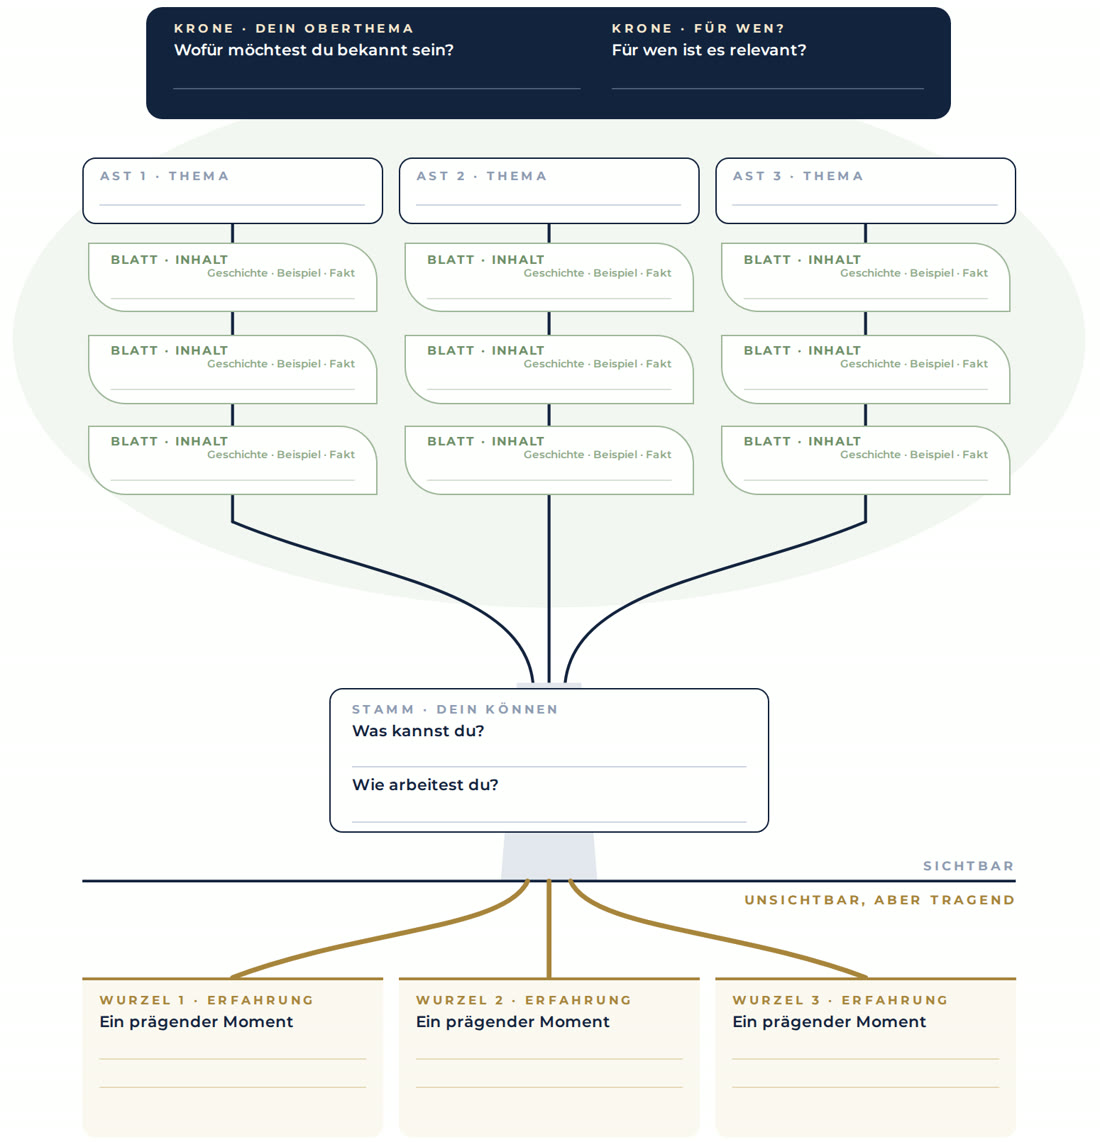 KRONE · DEIN OBERTHEMA
Wofür möchtest du bekannt sein?
KRONE · FÜR WEN?
Für wen ist es relevant?
AST 1 · THEMA
AST 2 · THEMA
AST 3 · THEMA
BLATT · INHALT
Geschichte · Beispiel · Fakt
BLATT · INHALT
Geschichte · Beispiel · Fakt
BLATT · INHALT
Geschichte · Beispiel · Fakt
BLATT · INHALT
Geschichte · Beispiel · Fakt
BLATT · INHALT
Geschichte · Beispiel · Fakt
BLATT · INHALT
Geschichte · Beispiel · Fakt
BLATT · INHALT
Geschichte · Beispiel · Fakt
BLATT · INHALT
Geschichte · Beispiel · Fakt
BLATT · INHALT
Geschichte · Beispiel · Fakt
STAMM · DEIN KÖNNEN
Was kannst du?
Wie arbeitest du?
SICHTBAR
UNSICHTBAR, ABER TRAGEND
WURZEL 1 · ERFAHRUNG
Ein prägender Moment
WURZEL 2 · ERFAHRUNG
Ein prägender Moment
WURZEL 3 · ERFAHRUNG
Ein prägender Moment